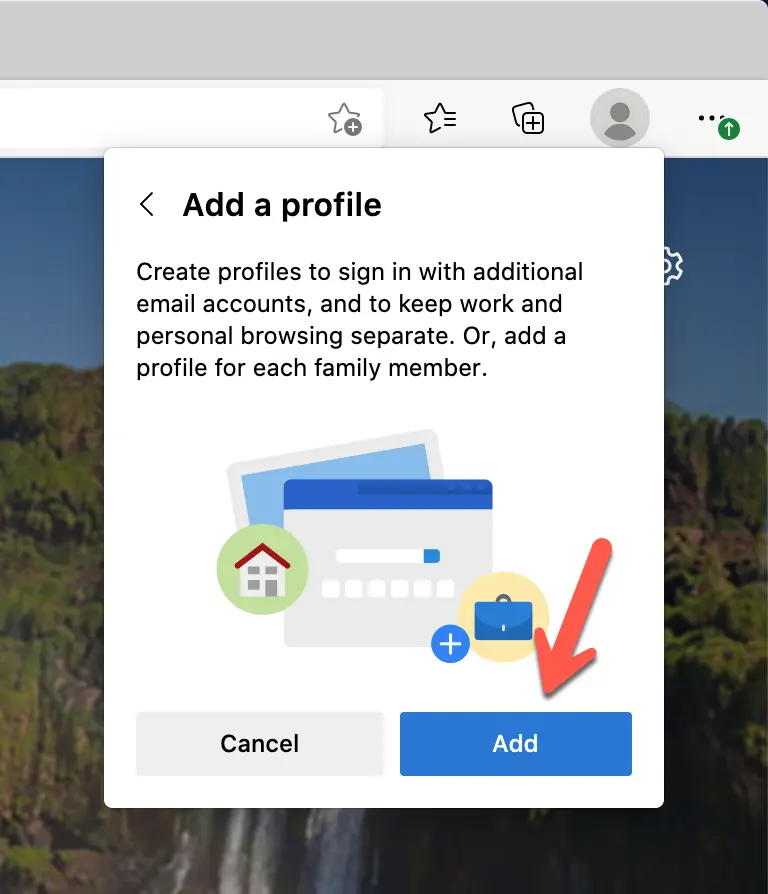 Add a profile
Create profiles to sign in with additional
email accounts, and to keep work and
personal browsing separate. Or, add a
profile for each family member.
Cancel
Add